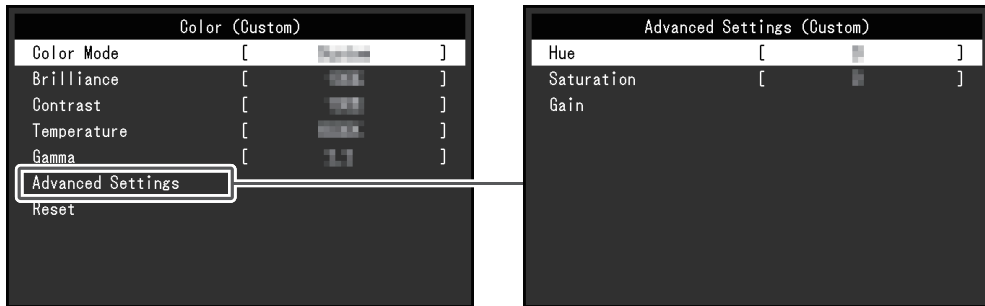 Color (Custom)
Color Mode [ ]
Brilliance [ ]
Contrast [ ]
Temperature [ ]
Gamma [ ]
Advanced Settings
Reset
Advanced Settings (Custom)
Hue [ ]
Saturation [ ]
Gain